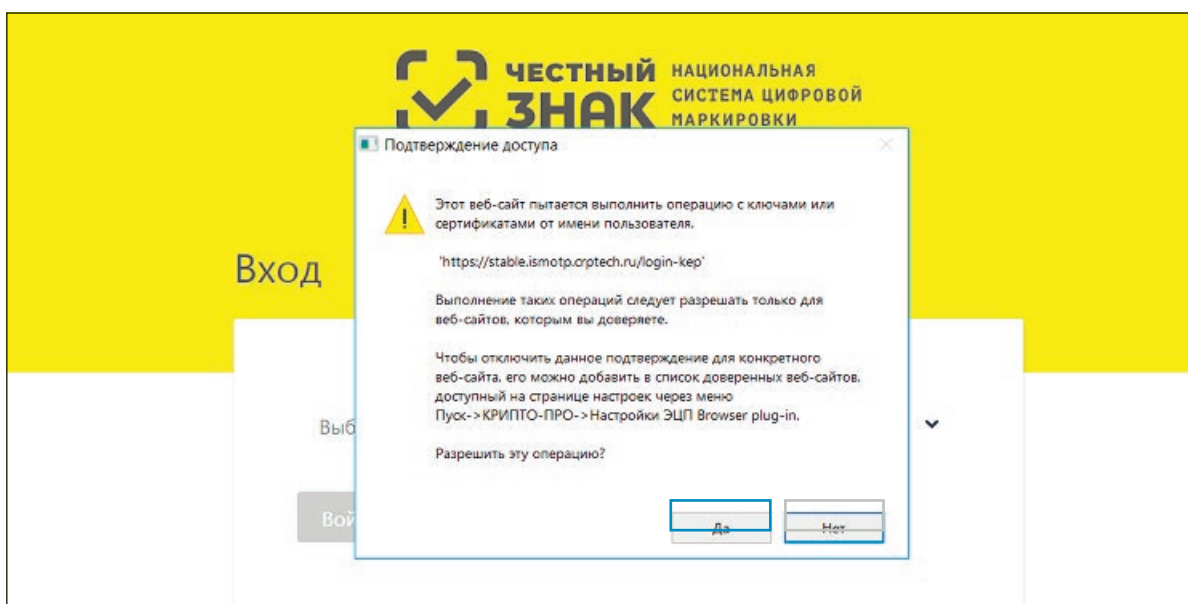 ЧЕСТНЫЙ
ЗНАК
НАЦИОНАЛЬНАЯ
СИСТЕМА ЦИФРОВОЙ
МАРКИРОВКИ
Подтверждение доступа
Этот веб-сайт пытается выполнить операцию с ключами или
сертификатами от имени пользователя.
'https://stable.ismotp.crptech.ru/login-kep'
Выполнение таких операций следует разрешать только для
веб-сайтов, которым вы доверяете.
Чтобы отключить данное подтверждение для конкретного
веб-сайта, его можно добавить в список доверенных веб-сайтов,
доступный на странице настроек через меню
Пуск->КРИПТО-ПРО->Настройки ЭЦП Browser plug-in.
Разрешить эту операцию?
Да
Нет
Вход
Выб
Вой